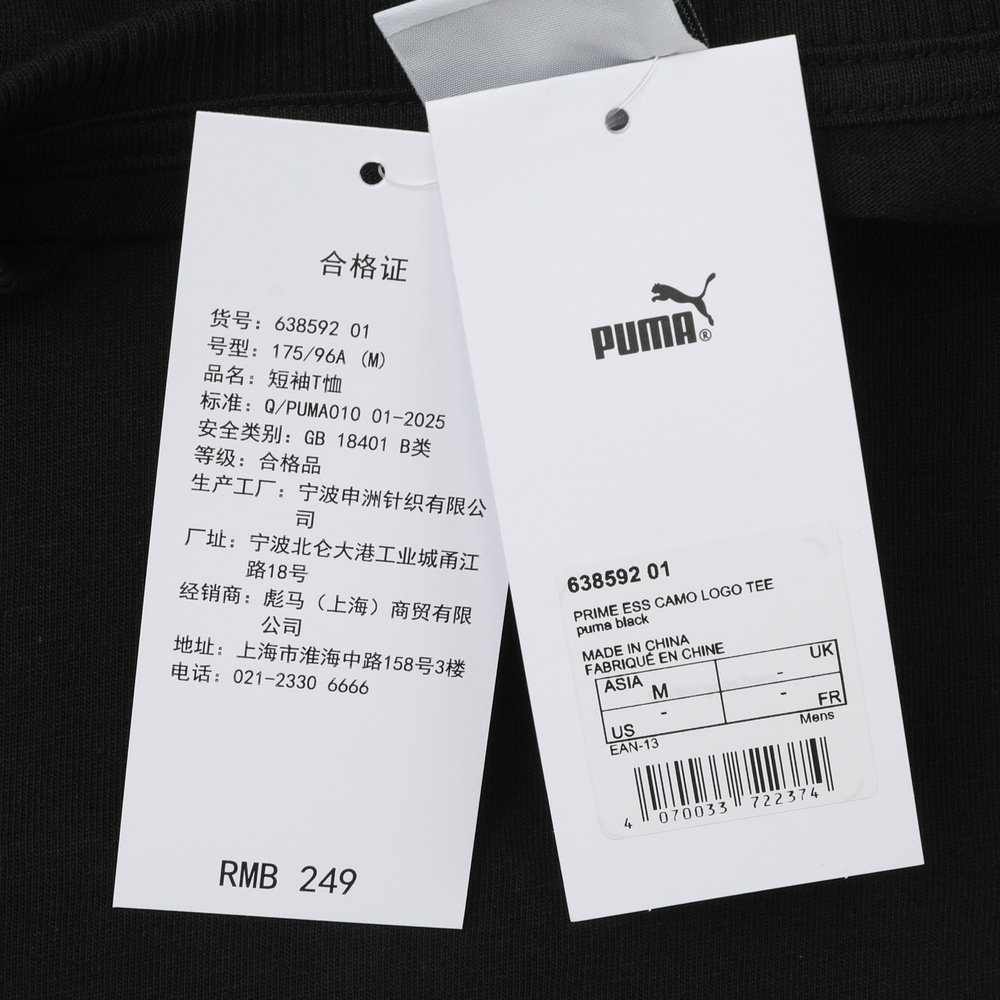 合格证
货号：638592 01
号型：175/96A (M)
品名：短袖T恤
标准：Q/PUMA010 01-2025
安全类别：GB 18401 B类
等级：合格品
生产工厂：宁波申洲针织有限公
司
厂址：宁波北仑大港工业城甬江
路18号
经销商：彪马（上海）商贸有限
公司
地址：上海市淮海中路158号3楼
电话：021-2330 6666
RMB 249
PUMA®
638592 01
PRIME ESS CAMO LOGO TEE
puma black
MADE IN CHINA
FABRIQUÉ EN CHINE
ASIA M - UK
US - - FR
EAN-13 Mens
4 070033 722374